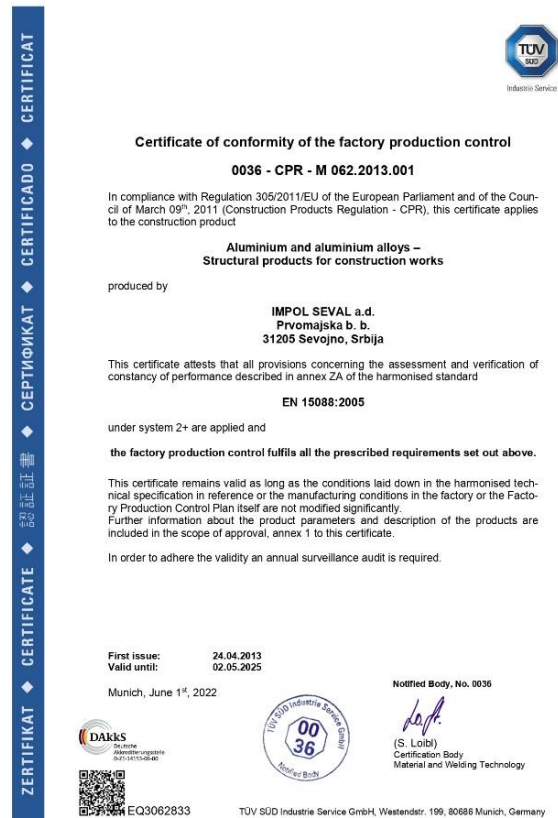 ZERTIFIKAT ◆ CERTIFICATE ◆ 認証証書 ◆ СЕРТИФИКАТ ◆ CERTIFICADO ◆ CERTIFICAT
TÜV
SÜD
Industrie Service
Certificate of conformity of the factory production control
0036 - CPR - M 062.2013.001
In compliance with Regulation 305/2011/EU of the European Parliament and of the Coun-
cil of March 09th, 2011 (Construction Products Regulation - CPR), this certificate applies
to the construction product
Aluminium and aluminium alloys –
Structural products for construction works
produced by
IMPOL SEVAL a.d.
Prvomajska b. b.
31205 Sevojno, Srbija
This certificate attests that all provisions concerning the assessment and verification of
constancy of performance described in annex ZA of the harmonised standard
EN 15088:2005
under system 2+ are applied and
the factory production control fulfils all the prescribed requirements set out above.
This certificate remains valid as long as the conditions laid down in the harmonised tech-
nical specification in reference or the manufacturing conditions in the factory or the Facto-
ry Production Control Plan itself are not modified significantly.
Further information about the product parameters and description of the products are
included in the scope of approval, annex 1 to this certificate.
In order to adhere the validity an annual surveillance audit is required.
First issue: 24.04.2013
Valid until: 02.05.2025
Munich, June 1st, 2022
Notified Body, No. 0036
DAkkS
Deutsche
Akkreditierungsstelle
D-ZE-14153-06-00
TÜV SÜD Industrie Service GmbH
00
36
Notified Body
(S. Loibl)
Certification Body
Material and Welding Technology
EQ3062833
TÜV SÜD Industrie Service GmbH, Westendstr. 199, 80686 Munich, Germany